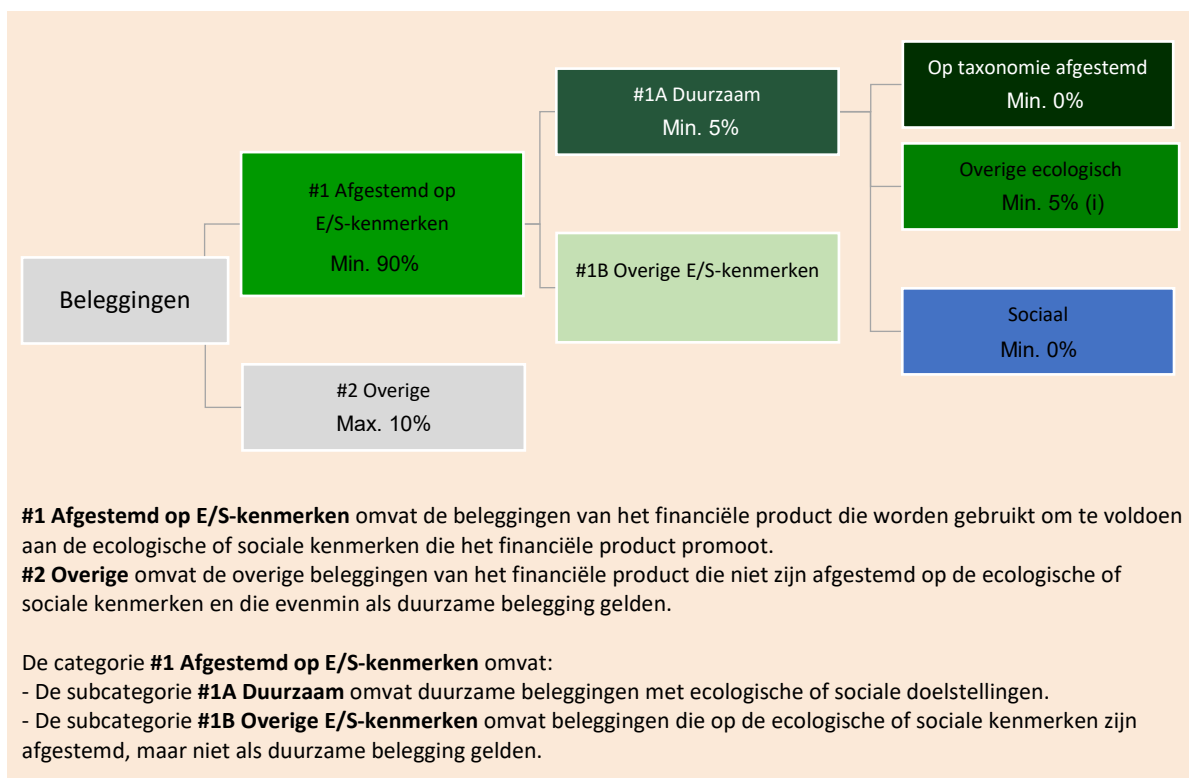 Beleggingen
#1 Afgestemd op
E/S-kenmerken
Min. 90%
#2 Overige
Max. 10%
#1A Duurzaam
Min. 5%
#1B Overige E/S-kenmerken
Op taxonomie afgestemd
Min. 0%
Overige ecologisch
Min. 5% (i)
Sociaal
Min. 0%
#1 Afgestemd op E/S-kenmerken omvat de beleggingen van het financiële product die worden gebruikt om te voldoen
aan de ecologische of sociale kenmerken die het financiële product promoot.
#2 Overige omvat de overige beleggingen van het financiële product die niet zijn afgestemd op de ecologische of
sociale kenmerken en die evenmin als duurzame belegging gelden.
De categorie #1 Afgestemd op E/S-kenmerken omvat:
- De subcategorie #1A Duurzaam omvat duurzame beleggingen met ecologische of sociale doelstellingen.
- De subcategorie #1B Overige E/S-kenmerken omvat beleggingen die op de ecologische of sociale kenmerken zijn
afgestemd, maar niet als duurzame belegging gelden.